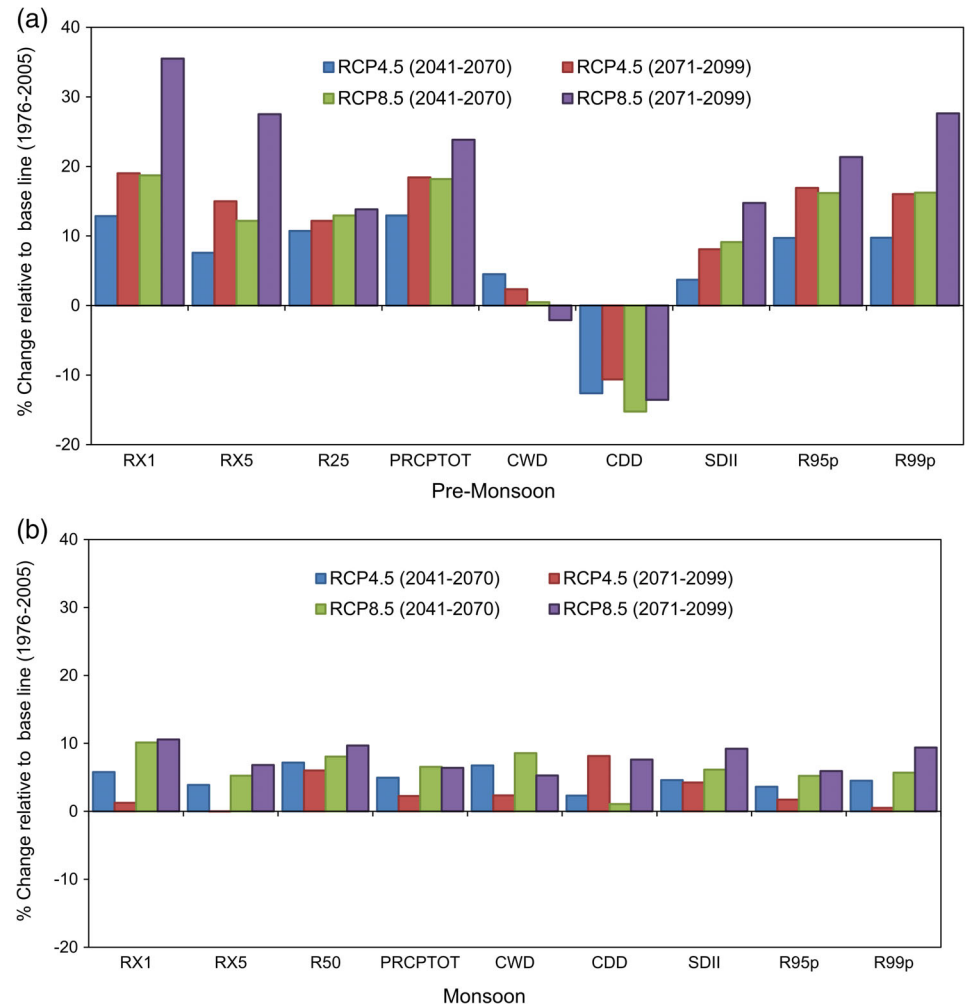 (a)
% Change relative to base line (1976-2005)
40
30
20
10
0
-10
-20
RCP4.5 (2041-2070) RCP4.5 (2071-2099)
RCP8.5 (2041-2070) RCP8.5 (2071-2099)
RX1 RX5 R25 PRCPTOT CWD CDD SDII R95p R99p
Pre-Monsoon
(b)
% Change relative to base line (1976-2005)
40
30
20
10
0
-10
-20
RCP4.5 (2041-2070) RCP4.5 (2071-2099)
RCP8.5 (2041-2070) RCP8.5 (2071-2099)
RX1 RX5 R50 PRCPTOT CWD CDD SDII R95p R99p
Monsoon